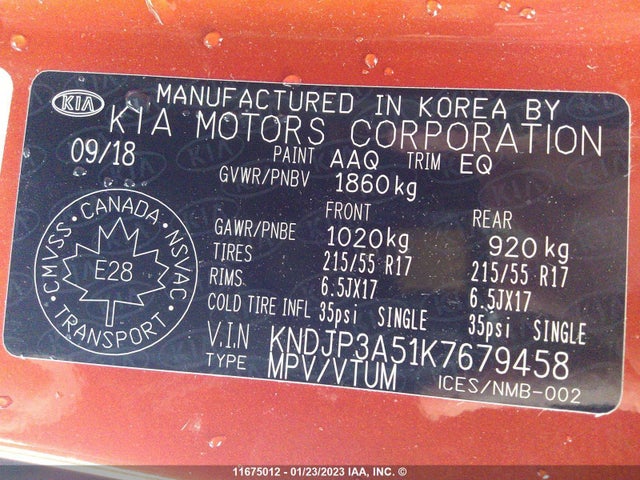 KIA
MANUFACTURED IN KOREA BY
KIA MOTORS CORPORATION
09/18 PAINT AAQ TRIM EQ
GVWR/PNBV 1860kg
FRONT REAR
GAWR/PNBE 1020kg 920kg
TIRES 215/55 R17 215/55 R17
RIMS 6.5JX17 6.5JX17
COLD TIRE INFL 35psi SINGLE 35psi SINGLE
V.I.N KNDJP3A51K7679458
TYPE MPV/VTUM ICES/NMB-002
CMVSS · CANADA · NSVAC
E28
· TRANSPORT ·
11675012 - 01/23/2023 IAA, INC. ©